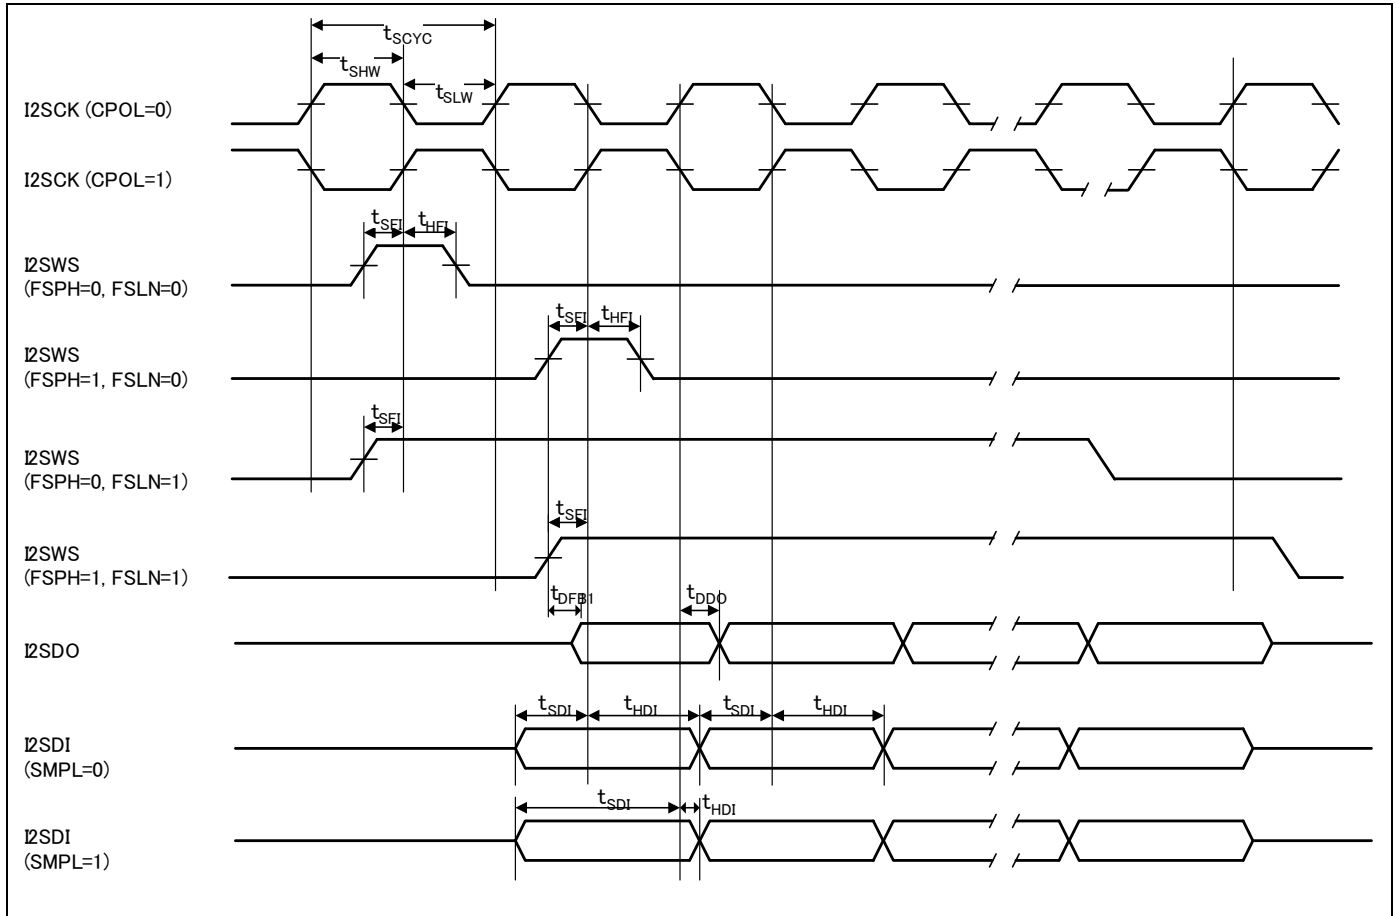 tSCYC
tSHW
tSLW
I2SCK (CPOL=0)
I2SCK (CPOL=1)
tSFI tHFI
I2SWS
(FSPH=0, FSLN=0)
tSFI tHFI
I2SWS
(FSPH=1, FSLN=0)
tSFI
I2SWS
(FSPH=0, FSLN=1)
tSFI
I2SWS
(FSPH=1, FSLN=1)
tDFB1 tDDO
I2SDO
tSDI tHDI tSDI tHDI
I2SDI
(SMPL=0)
tSDI tHDI
I2SDI
(SMPL=1)